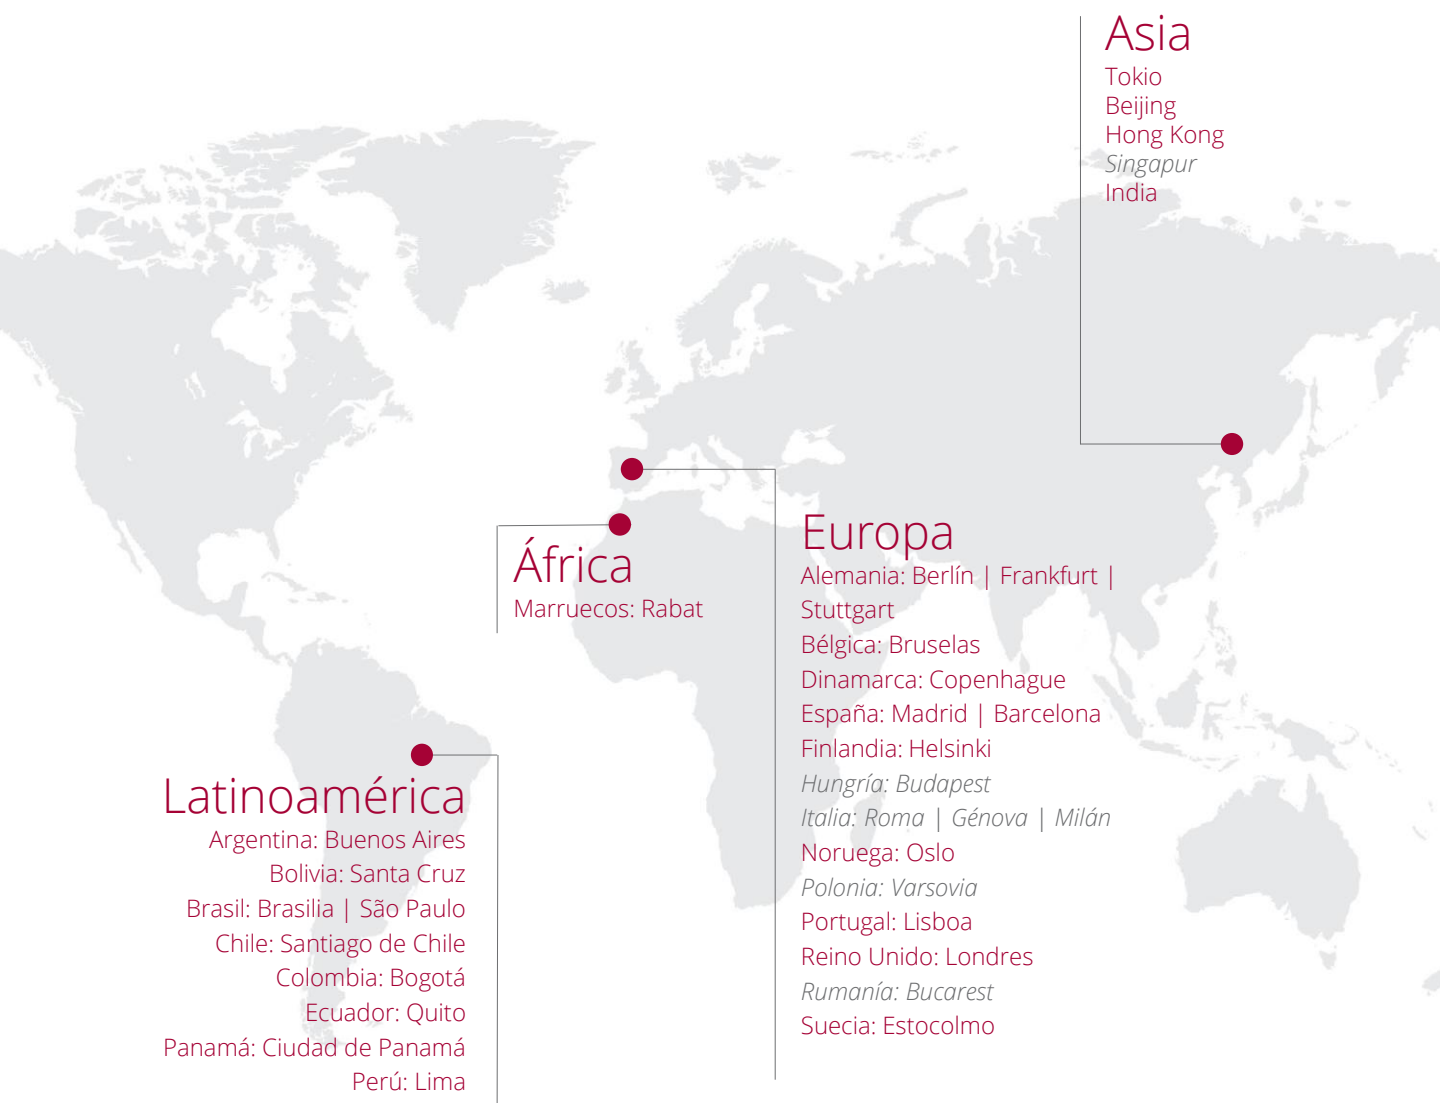 Asia
Tokio
Beijing
Hong Kong
Singapur
India
Europa
Alemania: Berlín | Frankfurt |
Stuttgart
Bélgica: Bruselas
Dinamarca: Copenhague
España: Madrid | Barcelona
Finlandia: Helsinki
Hungría: Budapest
Italia: Roma | Génova | Milán
Noruega: Oslo
Polonia: Varsovia
Portugal: Lisboa
Reino Unido: Londres
Rumanía: Bucarest
Suecia: Estocolmo
África
Marruecos: Rabat
Latinoamérica
Argentina: Buenos Aires
Bolivia: Santa Cruz
Brasil: Brasilia | São Paulo
Chile: Santiago de Chile
Colombia: Bogotá
Ecuador: Quito
Panamá: Ciudad de Panamá
Perú: Lima